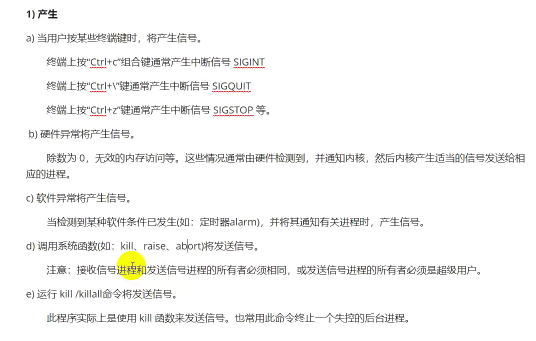 1) 产生
a) 当用户按某些终端键时，将产生信号。
终端上按“Ctrl+c”组合键通常产生中断信号 SIGINT
终端上按“Ctrl+\”键通常产生中断信号 SIGQUIT
终端上按“Ctrl+z”键通常产生中断信号 SIGSTOP 等。
b) 硬件异常将产生信号。
除数为 0，无效的内存访问等。这些情况通常由硬件检测到，并通知内核，然后内核产生适当的信号发送给相
应的进程。
c) 软件异常将产生信号。
当检测到某种软件条件已发生(如：定时器alarm)，并将其通知有关进程时，产生信号。
d) 调用系统函数(如：kill、raise、abort)将发送信号。
注意：接收信号进程和发送信号进程的所有者必须相同，或发送信号进程的所有者必须是超级用户。
e) 运行 kill /killall命令将发送信号。
此程序实际上是使用 kill 函数来发送信号。也常用此命令终止一个失控的后台进程。